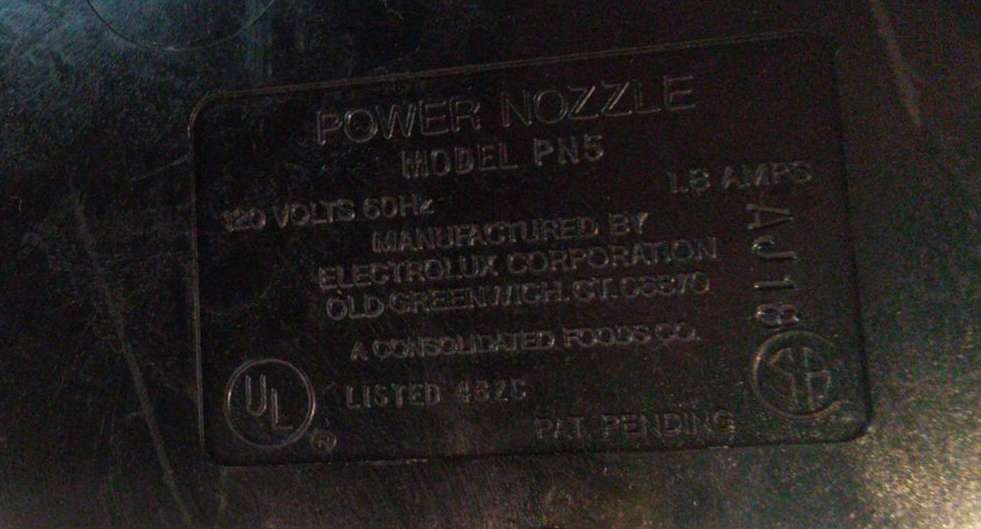 POWER NOZZLE
MODEL PN5
1.8 AMPS
120 VOLTS 60Hz
MANUFACTURED BY
ELECTROLUX CORPORATION
OLD GREENWICH, CT. 06870
A CONSOLIDATED FOODS CO.
AJ18
UL
®
LISTED
PAT. PENDING